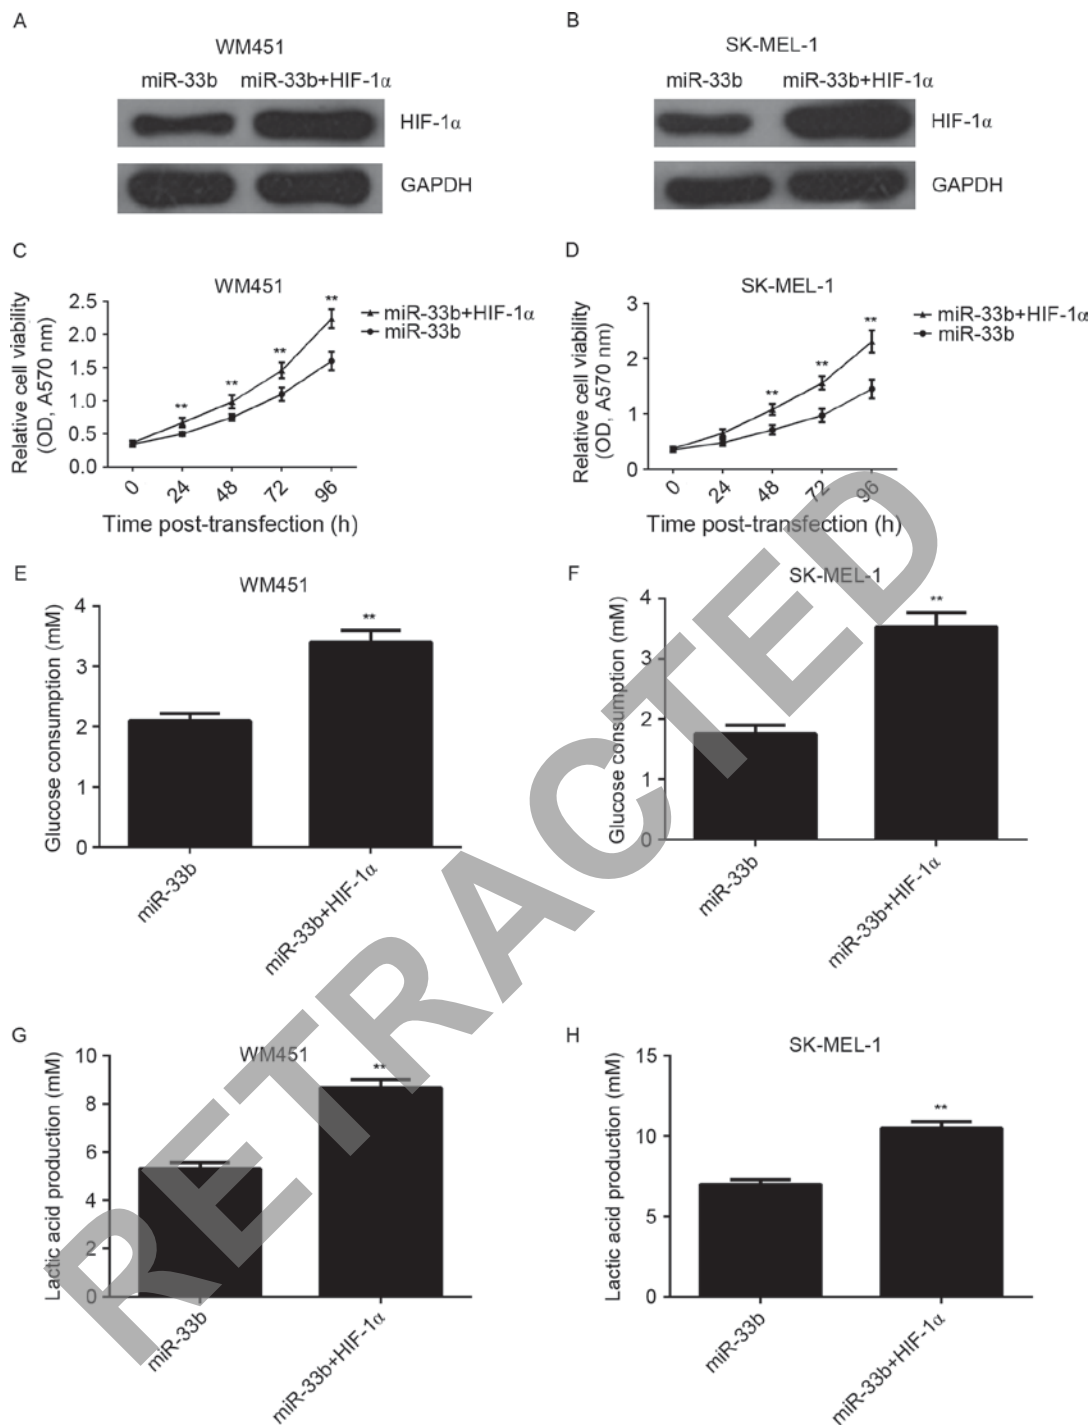 A
WM451
miR-33b miR-33b+HIF-1α
HIF-1α
GAPDH
B
SK-MEL-1
miR-33b miR-33b+HIF-1α
HIF-1α
GAPDH
C
WM451
Relative cell viability
(OD, A570 nm)
2.5
2.0
1.5
1.0
0.5
0.0
** ** ** **
miR-33b+HIF-1α
miR-33b
0 24 48 72 96
Time post-transfection (h)
D
SK-MEL-1
Relative cell viability
(OD, A570 nm)
3
2
1
0
** ** **
miR-33b+HIF-1α
miR-33b
0 24 48 72 96
Time post-transfection (h)
E
WM451
Glucose consumption (mM)
4
3
2
1
0
**
miR-33b
miR-33b+HIF-1α
F
SK-MEL-1
Glucose consumption (mM)
4
3
2
1
0
**
miR-33b
miR-33b+HIF-1α
G
WM451
Lactic acid production (mM)
10
8
6
4
2
0
**
miR-33b
miR-33b+HIF-1α
H
SK-MEL-1
Lactic acid production (mM)
15
10
5
0
**
miR-33b
miR-33b+HIF-1α
RETRACTED